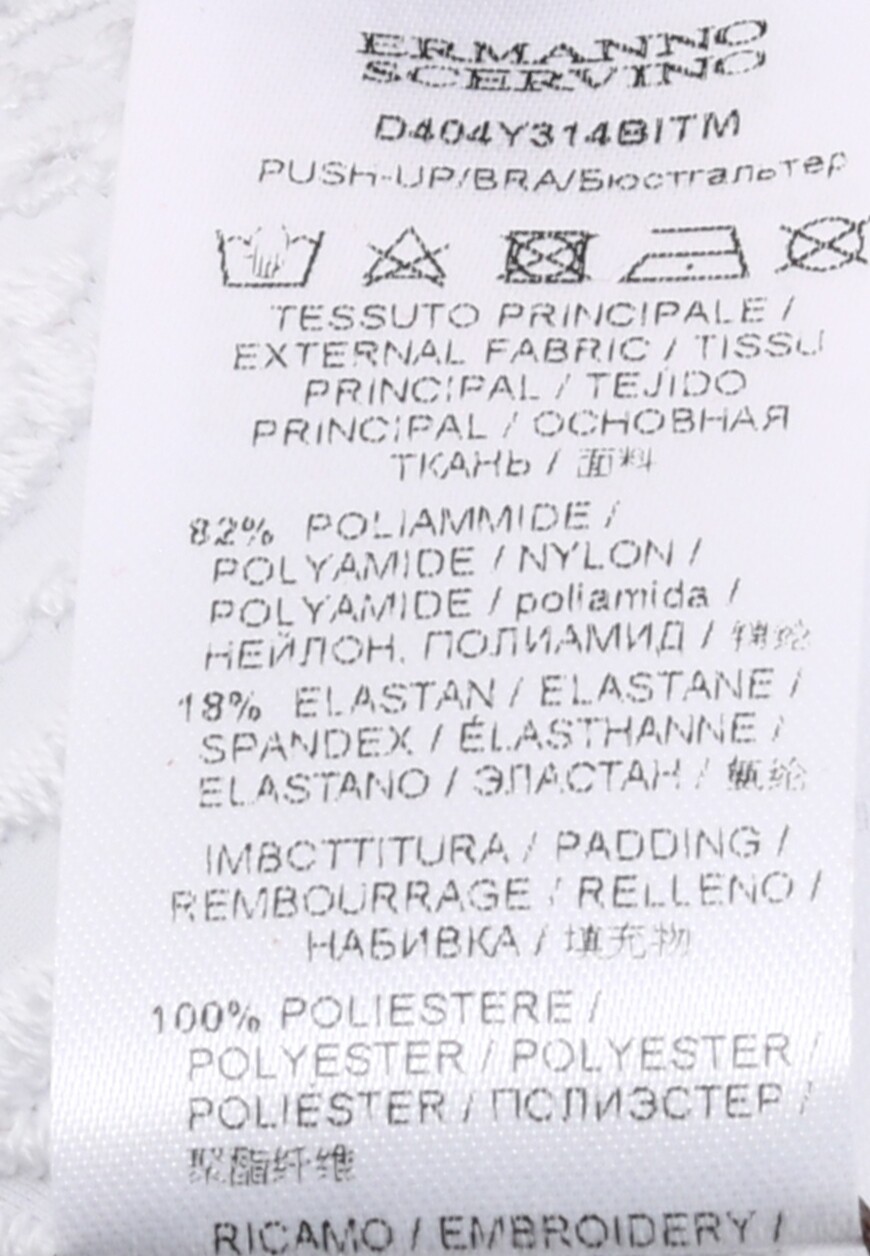 ERMANNO
SCERVINO
D404Y314BITM
PUSH-UP/BRA/Бюстгальтер
TESSUTO PRINCIPALE /
EXTERNAL FABRIC / TISSU
PRINCIPAL / TEJIDO
PRINCIPAL / ОСНОВНАЯ
ТКАНЬ / 面料
82% POLIAMMIDE /
POLYAMIDE / NYLON /
POLYAMIDE / poliamida /
НЕЙЛОН. ПОЛИАМИД / 锦纶
18% ELASTAN / ELASTANE /
SPANDEX / ÉLASTHANNE /
ELASTANO / ЭЛАСТАН / 氨纶
IMBOTTITURA / PADDING /
REMBOURRAGE / RELLENO /
НАБИВКА / 填充物
100% POLIESTERE /
POLYESTER / POLYESTER /
POLIÉSTER / ПОЛИЭСТЕР /
聚酯纤维
RICAMO / EMBROIDERY /